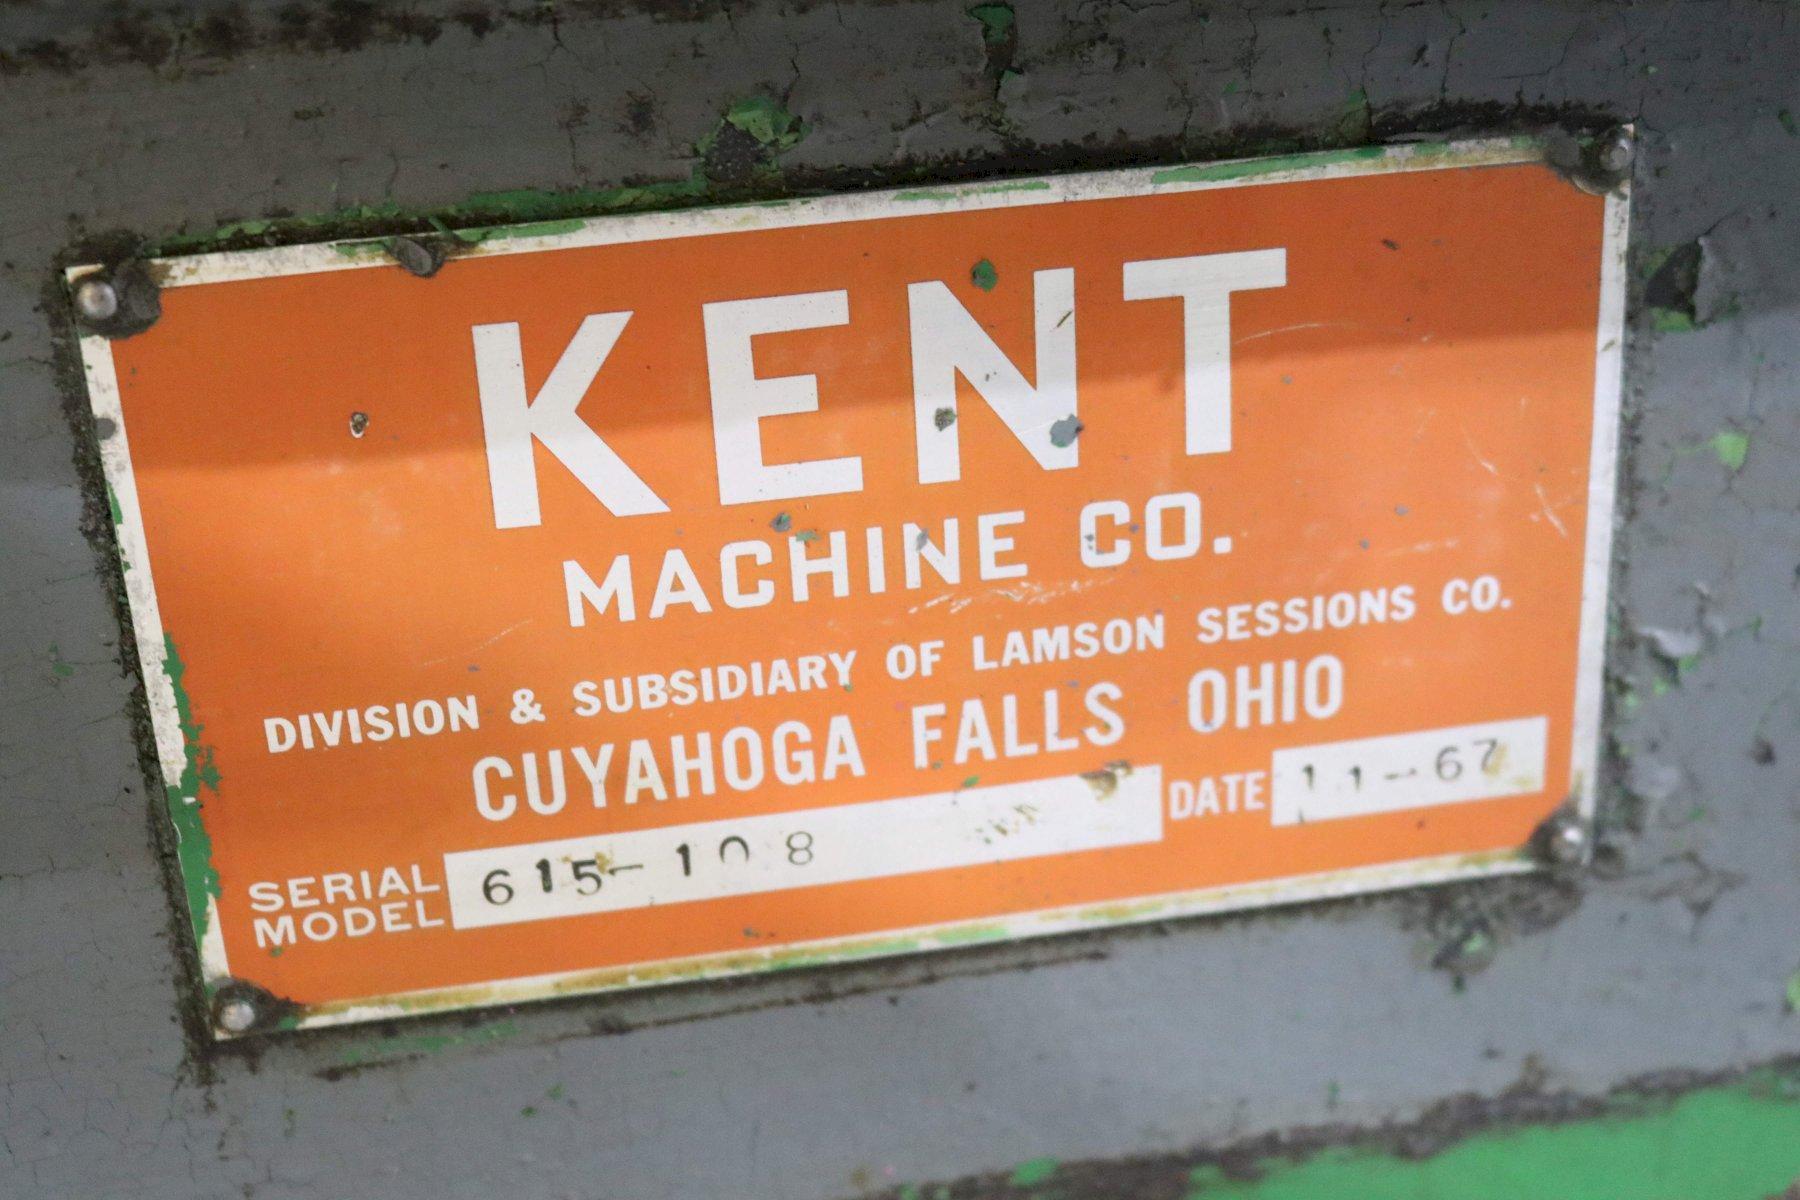 KENT
MACHINE CO.
DIVISION & SUBSIDIARY OF LAMSON SESSIONS CO.
CUYAHOGA FALLS OHIO
SERIAL MODEL 615-108
DATE 11-67